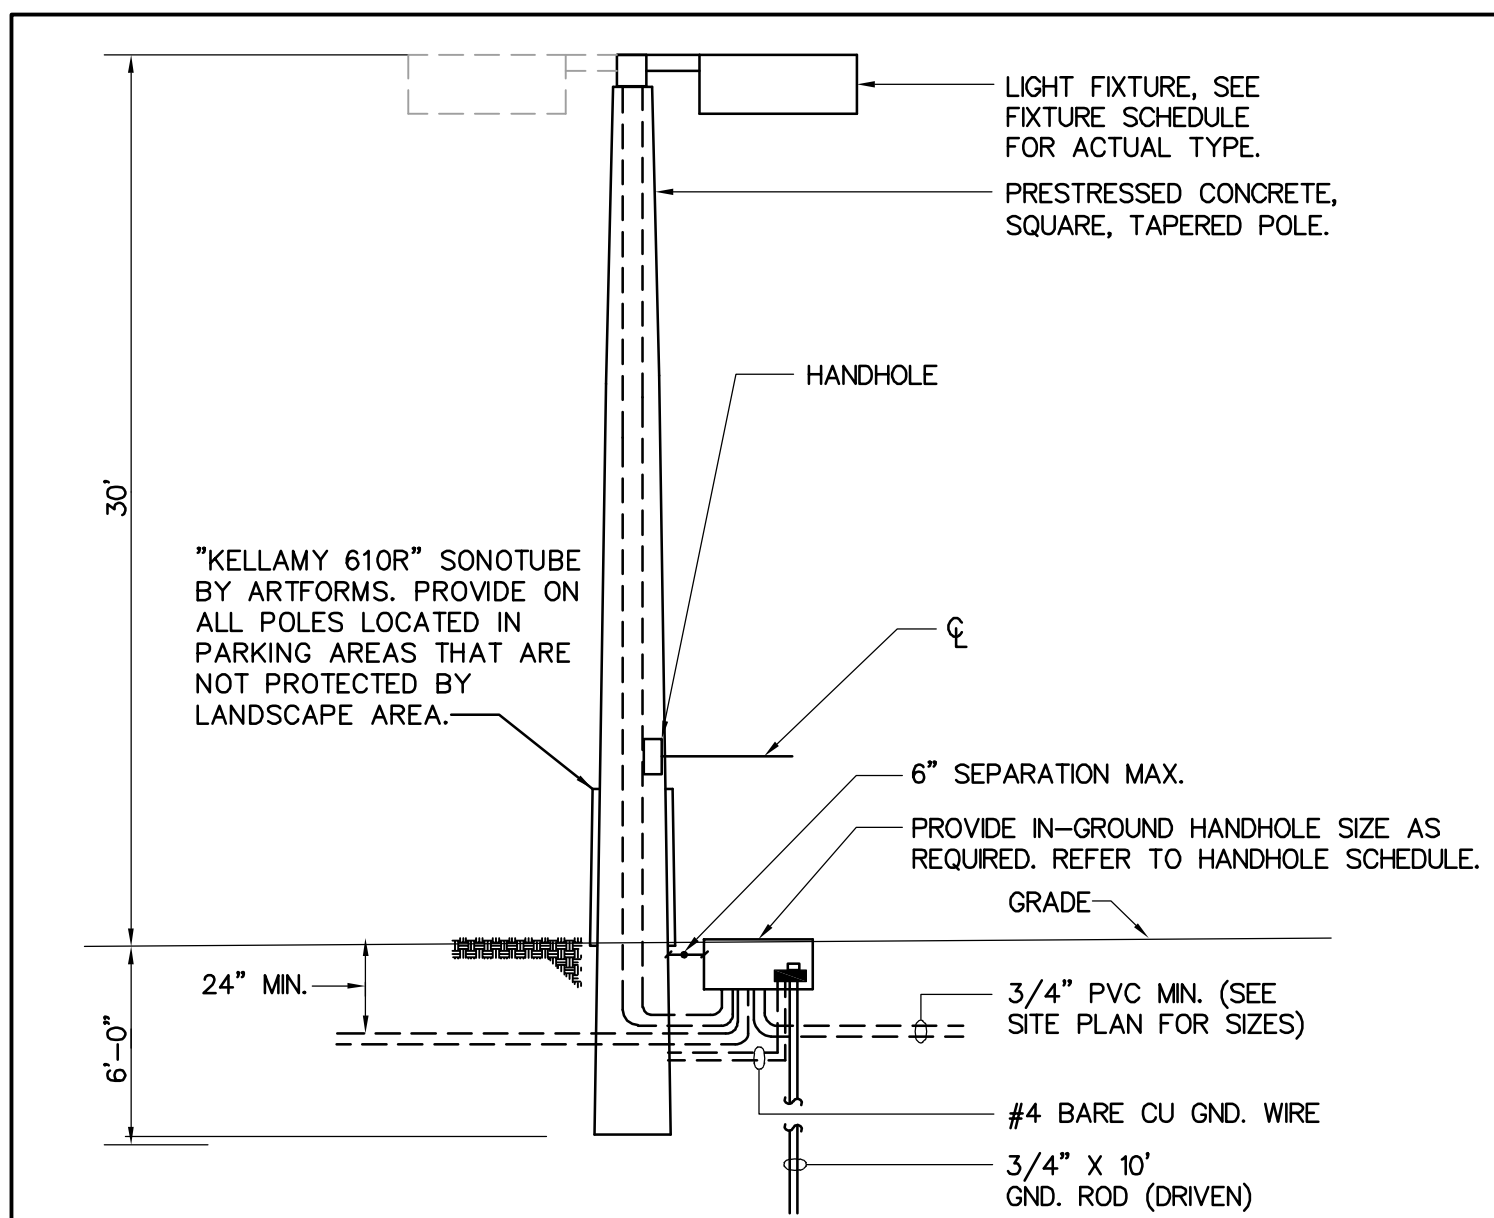 LIGHT FIXTURE, SEE
FIXTURE SCHEDULE
FOR ACTUAL TYPE.
PRESTRESSED CONCRETE,
SQUARE, TAPERED POLE.
HANDHOLE
30'
"KELLAMY 610R" SONOTUBE
BY ARTFORMS. PROVIDE ON
ALL POLES LOCATED IN
PARKING AREAS THAT ARE
NOT PROTECTED BY
LANDSCAPE AREA.
℄
6" SEPARATION MAX.
PROVIDE IN-GROUND HANDHOLE SIZE AS
REQUIRED. REFER TO HANDHOLE SCHEDULE.
GRADE
24" MIN.
3/4" PVC MIN. (SEE
SITE PLAN FOR SIZES)
6'-0"
#4 BARE CU GND. WIRE
3/4" X 10'
GND. ROD (DRIVEN)